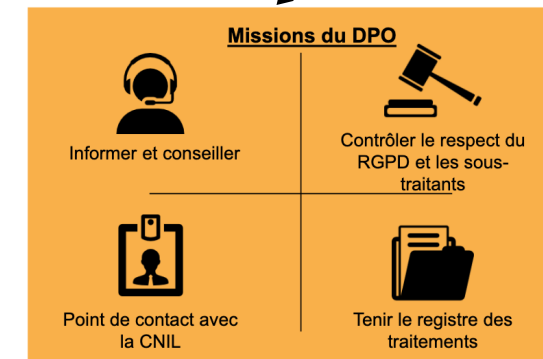 Missions du DPO
Informer et conseiller
Contrôler le respect du
RGPD et les sous-
traitants
Point de contact avec
la CNIL
Tenir le registre des
traitements